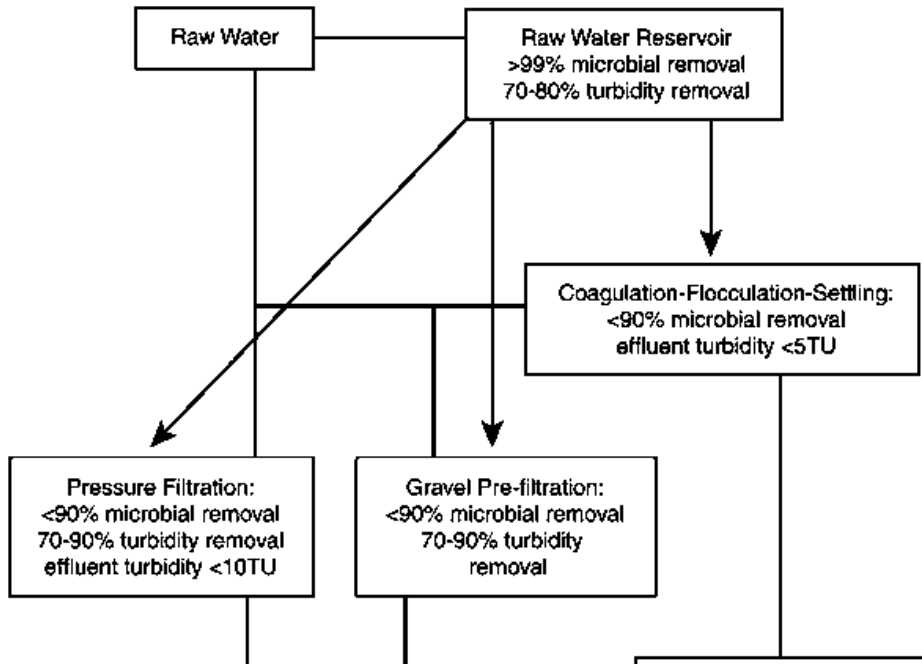 Raw Water
Raw Water Reservoir
>99% microbial removal
70-80% turbidity removal
Coagulation-Flocculation-Settling:
<90% microbial removal
effluent turbidity <5TU
Pressure Filtration:
<90% microbial removal
70-90% turbidity removal
effluent turbidity <10TU
Gravel Pre-filtration:
<90% microbial removal
70-90% turbidity
removal